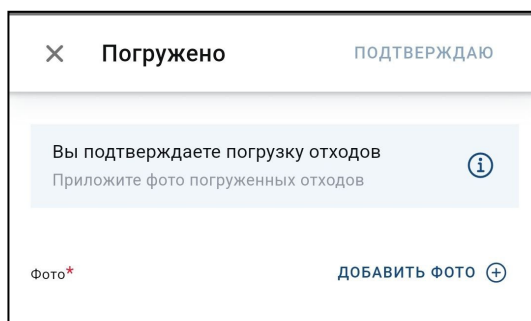 Погружено ПОДТВЕРЖДАЮ
Вы подтверждаете погрузку отходов
Приложите фото погруженных отходов
Фото* ДОБАВИТЬ ФОТО